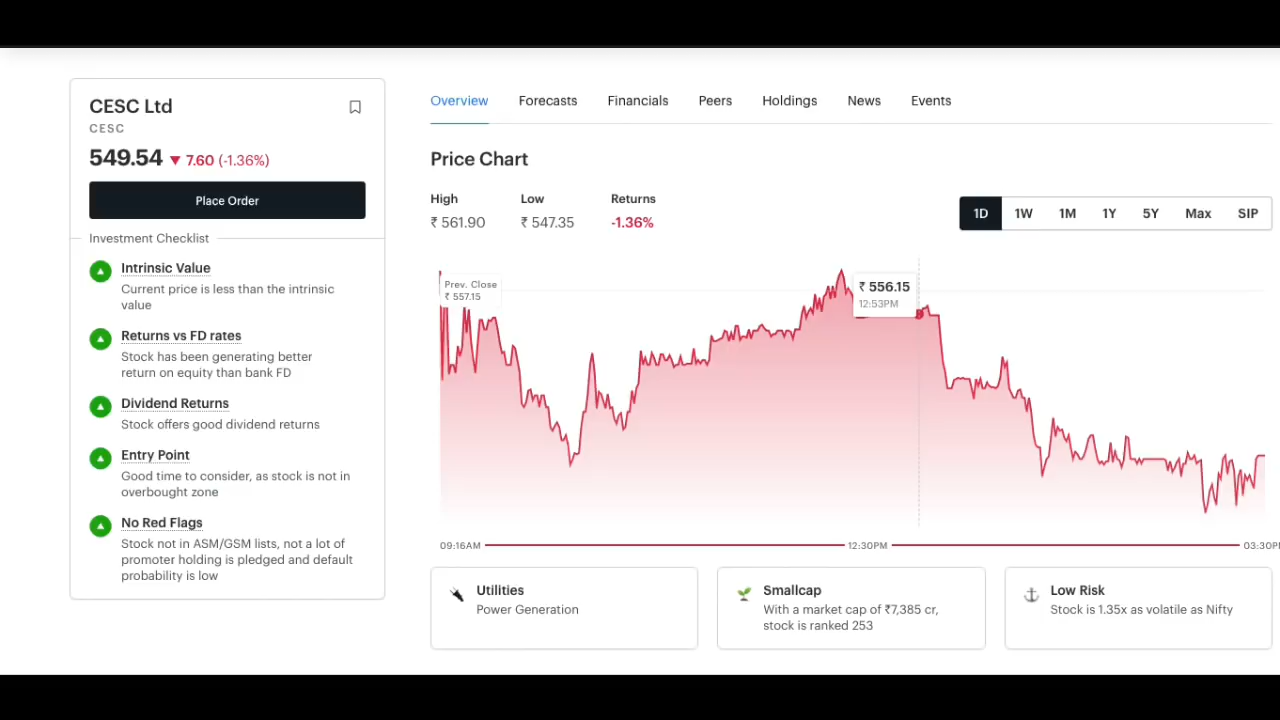 CESC Ltd
CESC
549.54 ▼ 7.60 (-1.36%)
Place Order
Investment Checklist
Intrinsic Value
Current price is less than the intrinsic
value
Returns vs FD rates
Stock has been generating better
return on equity than bank FD
Dividend Returns
Stock offers good dividend returns
Entry Point
Good time to consider, as stock is not in
overbought zone
No Red Flags
Stock not in ASM/GSM lists, not a lot of
promoter holding is pledged and default
probability is low
Overview Forecasts Financials Peers Holdings News Events
Price Chart
High Low Returns
₹ 561.90 ₹ 547.35 -1.36%
1D 1W 1M 1Y 5Y Max SIP
Prev. Close
₹ 557.15
₹ 556.15
12:53PM
09:16AM 12:30PM 03:30P
Utilities
Power Generation
Smallcap
With a market cap of ₹7,385 cr,
stock is ranked 253
Low Risk
Stock is 1.35x as volatile as Nifty